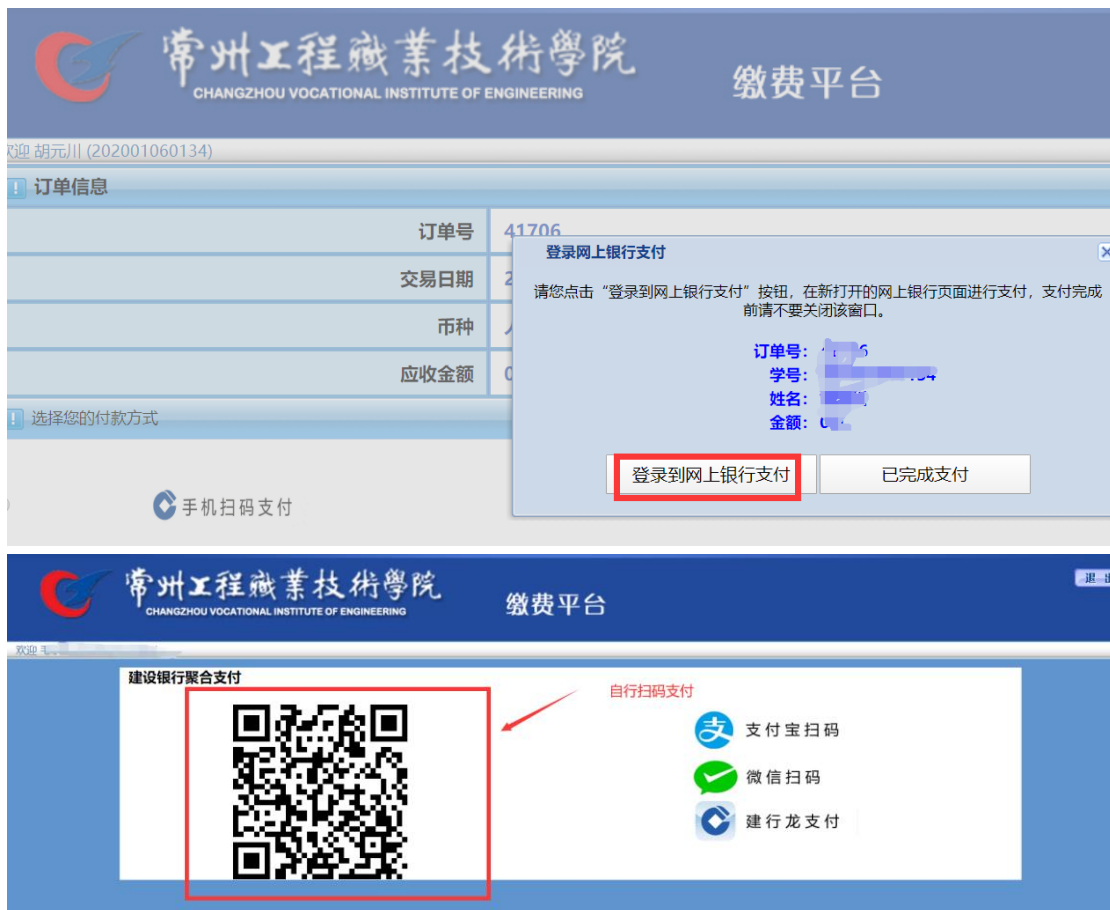 常州工程職業技術學院
CHANGZHOU VOCATIONAL INSTITUTE OF ENGINEERING
缴费平台
欢迎 胡元川 (202001060134)
订单信息
订单号 41706
交易日期 2
币种
应收金额 0
选择您的付款方式
手机扫码支付
登录网上银行支付
请您点击“登录到网上银行支付”按钮，在新打开的网上银行页面进行支付，支付完成
前请不要关闭该窗口。
订单号：
学号：
姓名：
金额：
登录到网上银行支付
已完成支付
常州工程職業技術學院
CHANGZHOU VOCATIONAL INSTITUTE OF ENGINEERING
缴费平台
退 出
欢迎
建设银行聚合支付
自行扫码支付
支付宝扫码
微信扫码
建行龙支付